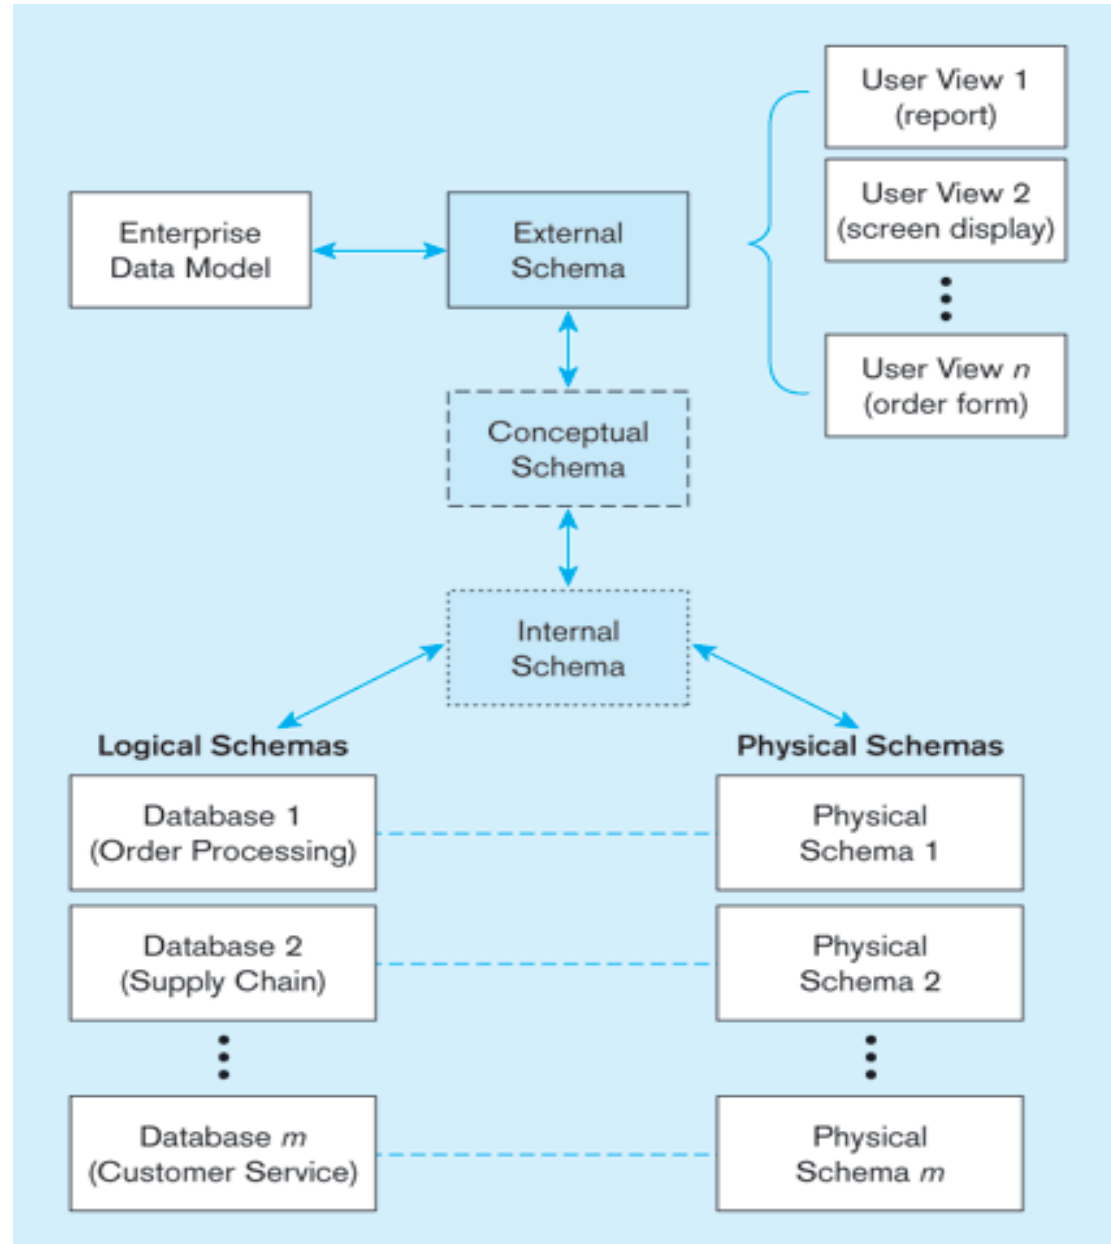 User View 1
(report)
User View 2
(screen display)
User View n
(order form)
Enterprise
Data Model
External
Schema
Conceptual
Schema
Internal
Schema
Logical Schemas
Database 1
(Order Processing)
Database 2
(Supply Chain)
Database m
(Customer Service)
Physical Schemas
Physical
Schema 1
Physical
Schema 2
Physical
Schema m